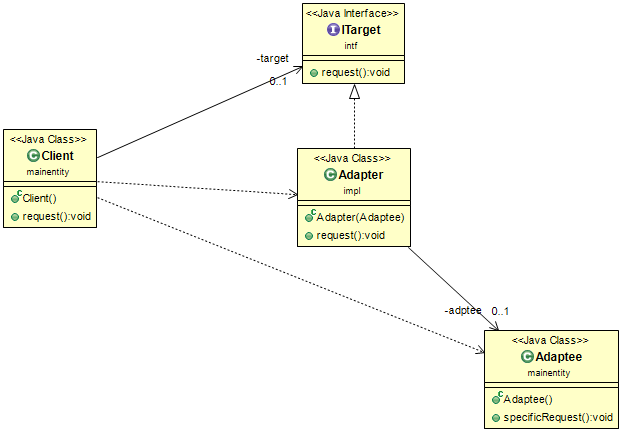 <<Java Interface>>
ITarget
intf
request():void
-target
0..1
<<Java Class>>
Client
mainentity
Client()
request():void
<<Java Class>>
Adapter
impl
Adapter(Adaptee)
request():void
-adptee
0..1
<<Java Class>>
Adaptee
mainentity
Adaptee()
specificRequest():void